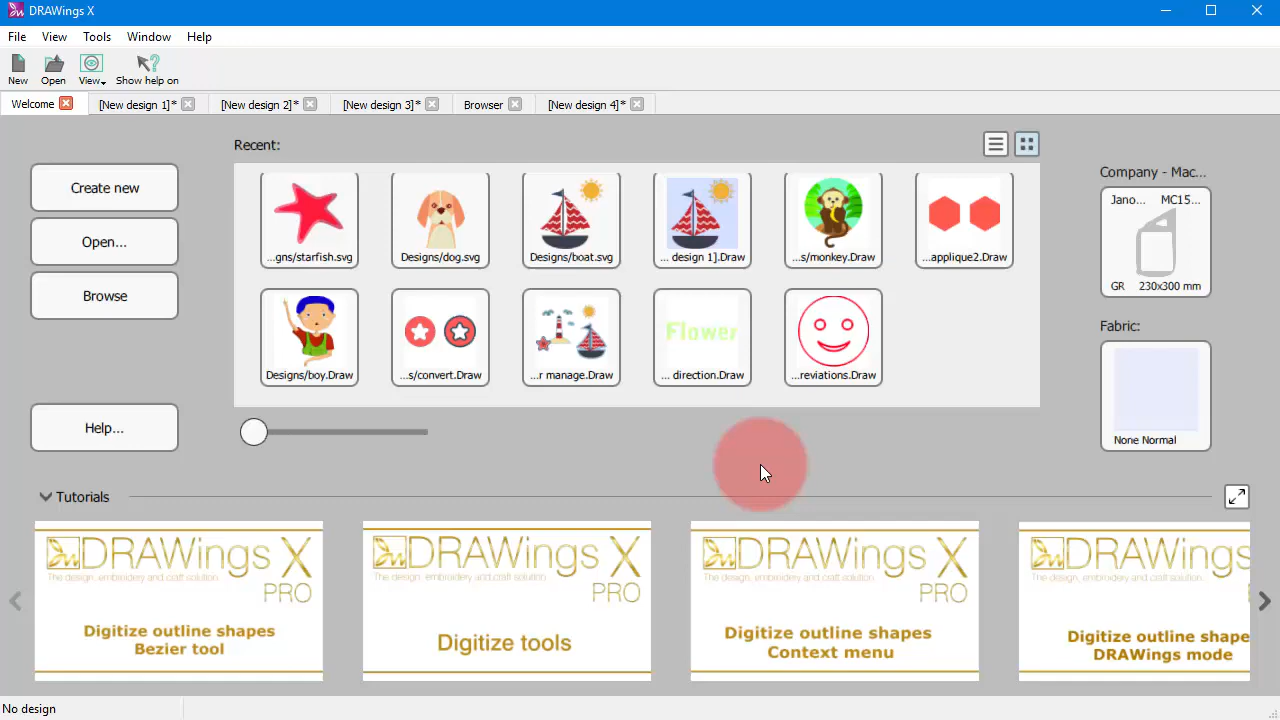 DRAWings X
File View Tools Window Help
New Open View Show help on
Welcome [New design 1]* [New design 2]* [New design 3]* Browser [New design 4]*
Recent:
Create new
Open...
Browse
Help...
...gns/starfish.svg Designs/dog.svg Designs/boat.svg ... design 1].Draw ...s/monkey.Draw ...applique2.Draw
Flower
Designs/boy.Draw ...s/convert.Draw ...r manage.Draw ... direction.Draw ...reviations.Draw
Company - Mac...
Jano... MC15...
GR 230x300 mm
Fabric:
None Normal
Tutorials
DRAWings X
The design, embroidery and craft solution
PRO
Digitize outline shapes
Bezier tool
DRAWings X
The design, embroidery and craft solution
PRO
Digitize tools
DRAWings X
The design, embroidery and craft solution
PRO
Digitize outline shapes
Context menu
DRAWings
The design, embroidery and craft solution
Digitize outline shape
DRAWings mode
No design